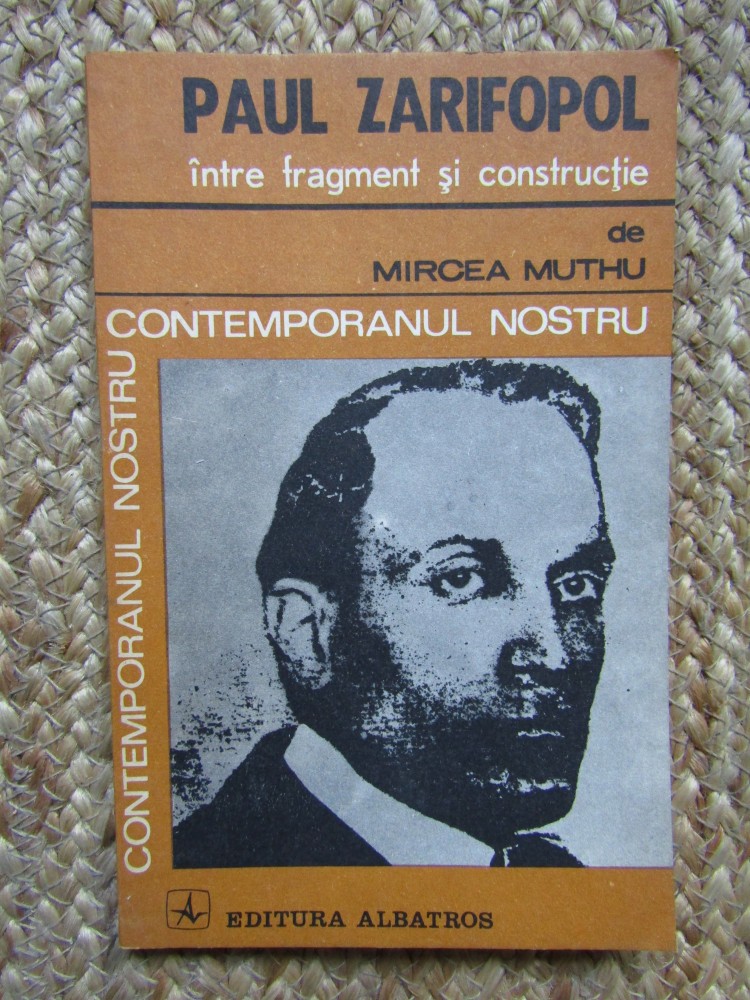 PAUL ZARIFOPOL
între fragment şi construcţie
de
MIRCEA MUTHU
CONTEMPORANUL NOSTRU
CONTEMPORANUL NOSTRU
EDITURA ALBATROS